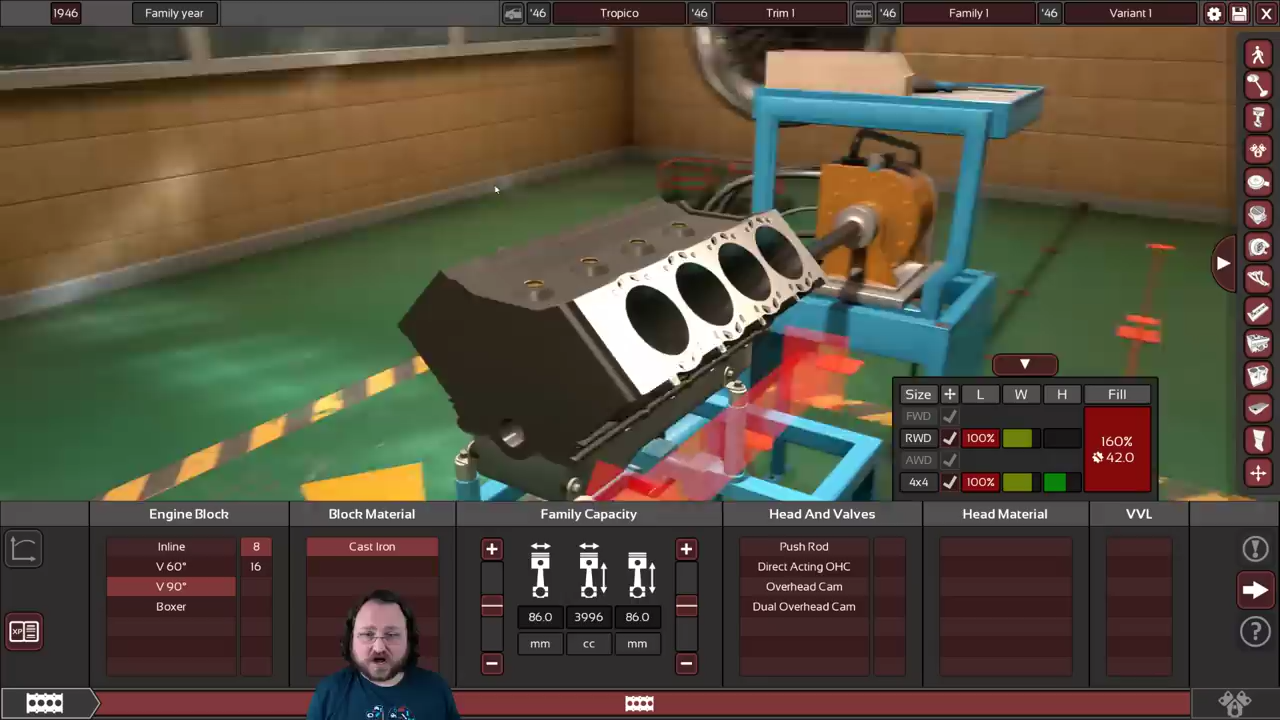 1946 Family year '46 Tropico '46 Trim 1 '46 Family 1 '46 Variant 1
Size L W H Fill
FWD
RWD 100%
AWD
4x4 100%
160%
42.0
Engine Block Block Material Family Capacity Head And Valves Head Material VVL
Inline 8 Cast Iron Push Rod
V 60° 16 Direct Acting OHC
V 90° Overhead Cam
Boxer Dual Overhead Cam
86.0 3996 86.0
mm cc mm
XP